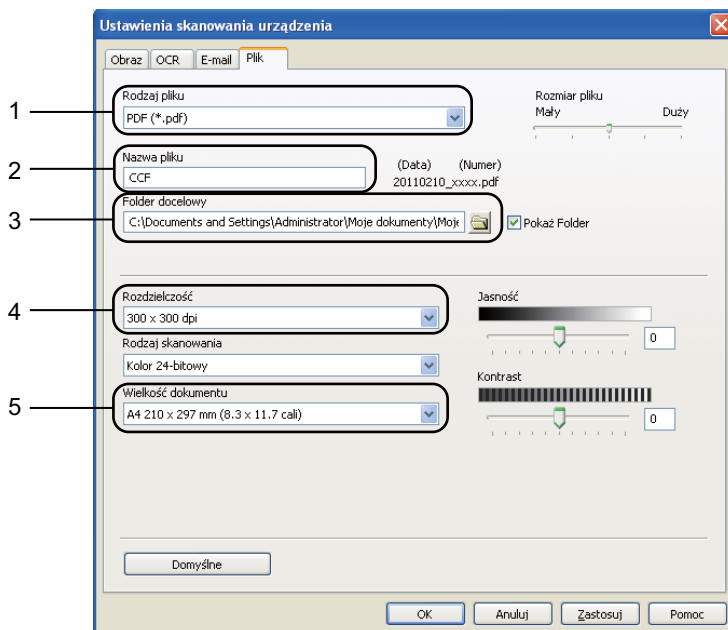 Ustawienia skanowania urządzenia
Obraz OCR E-mail Plik
1
Rodzaj pliku
PDF (*.pdf)
Rozmiar pliku
Mały Duży
2
Nazwa pliku
CCF
(Data) (Numer)
20110210_xxxx.pdf
3
Folder docelowy
C:\Documents and Settings\Administrator\Moje dokumenty\Moje
Pokaż Folder
4
Rozdzielczość
300 x 300 dpi
Rodzaj skanowania
Kolor 24-bitowy
5
Wielkość dokumentu
A4 210 x 297 mm (8.3 x 11.7 cali)
Jasność
0
Kontrast
0
Domyślne
OK Anuluj Zastosuj Pomoc